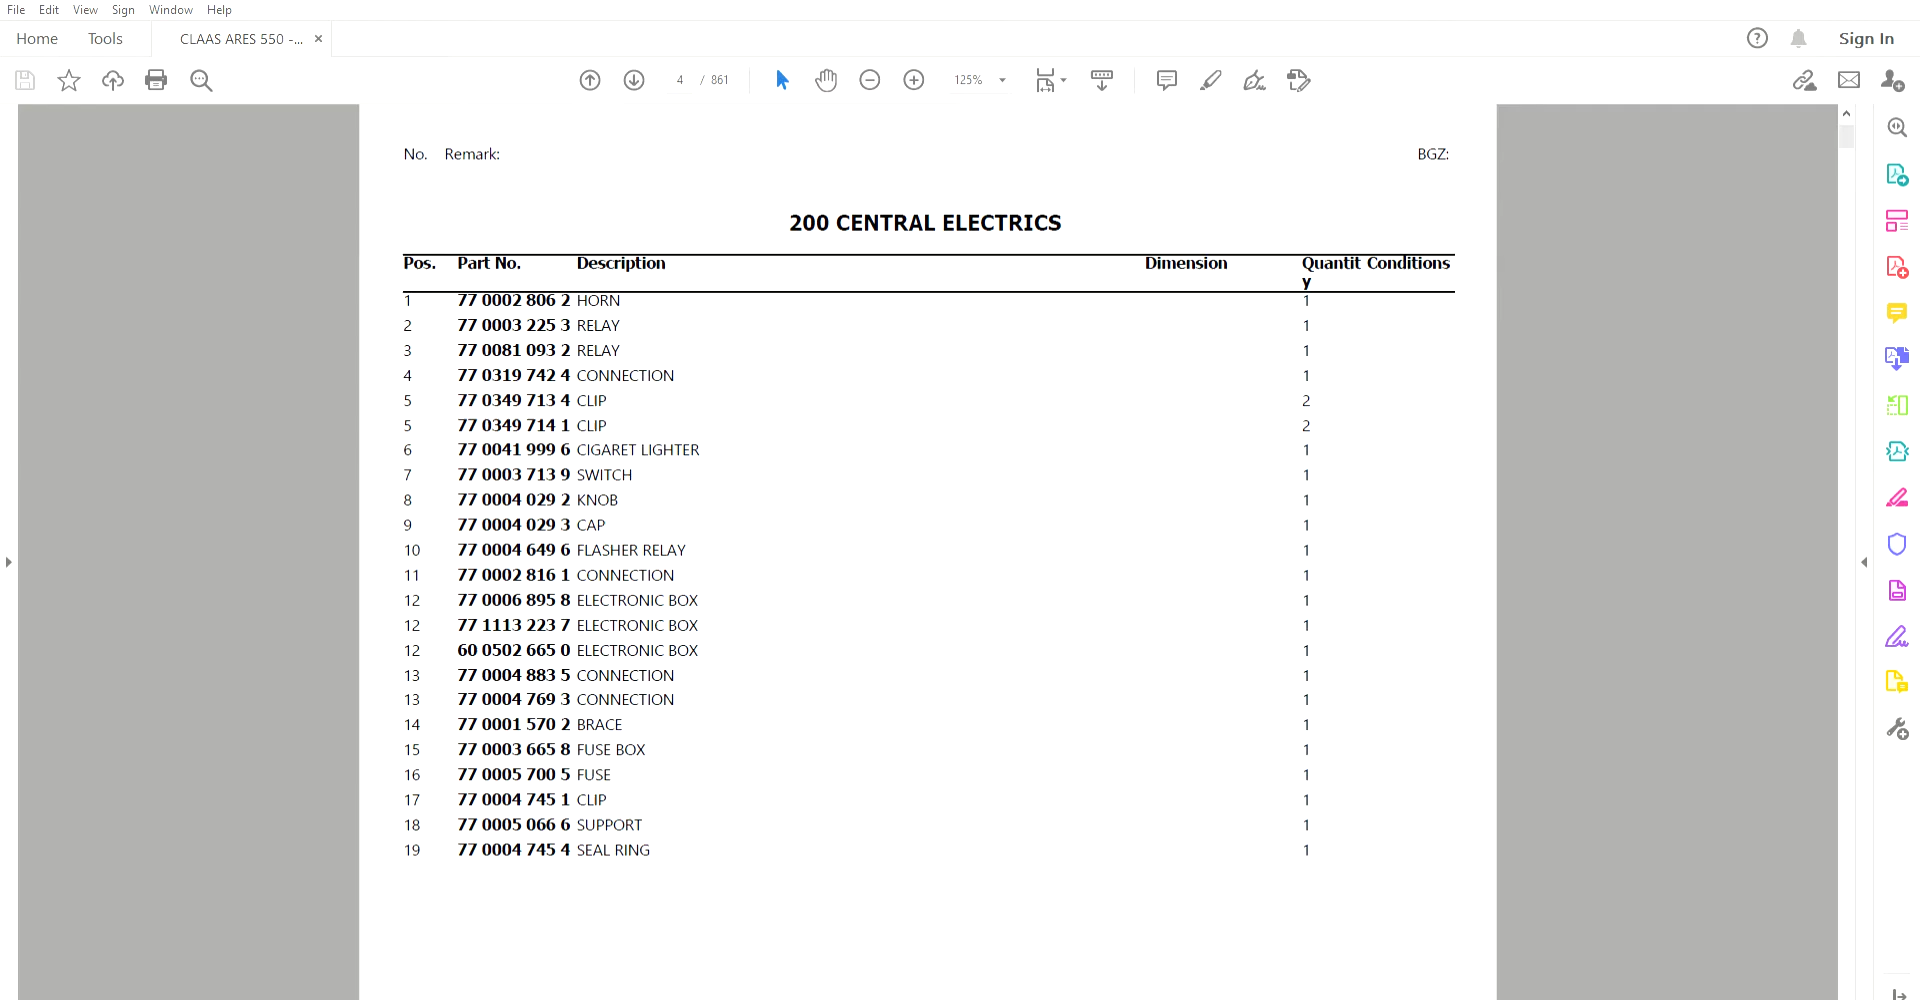 File Edit View Sign Window Help
Home Tools CLAAS ARES 550 -... × Sign In
4 / 861 125%
No. Remark: BGZ:
200 CENTRAL ELECTRICS
Pos. Part No. Description Dimension Quantit Conditions
y
1 77 0002 806 2 HORN 1
2 77 0003 225 3 RELAY 1
3 77 0081 093 2 RELAY 1
4 77 0319 742 4 CONNECTION 1
5 77 0349 713 4 CLIP 2
5 77 0349 714 1 CLIP 2
6 77 0041 999 6 CIGARET LIGHTER 1
7 77 0003 713 9 SWITCH 1
8 77 0004 029 2 KNOB 1
9 77 0004 029 3 CAP 1
10 77 0004 649 6 FLASHER RELAY 1
11 77 0002 816 1 CONNECTION 1
12 77 0006 895 8 ELECTRONIC BOX 1
12 77 1113 223 7 ELECTRONIC BOX 1
12 60 0502 665 0 ELECTRONIC BOX 1
13 77 0004 883 5 CONNECTION 1
13 77 0004 769 3 CONNECTION 1
14 77 0001 570 2 BRACE 1
15 77 0003 665 8 FUSE BOX 1
16 77 0005 700 5 FUSE 1
17 77 0004 745 1 CLIP 1
18 77 0005 066 6 SUPPORT 1
19 77 0004 745 4 SEAL RING 1